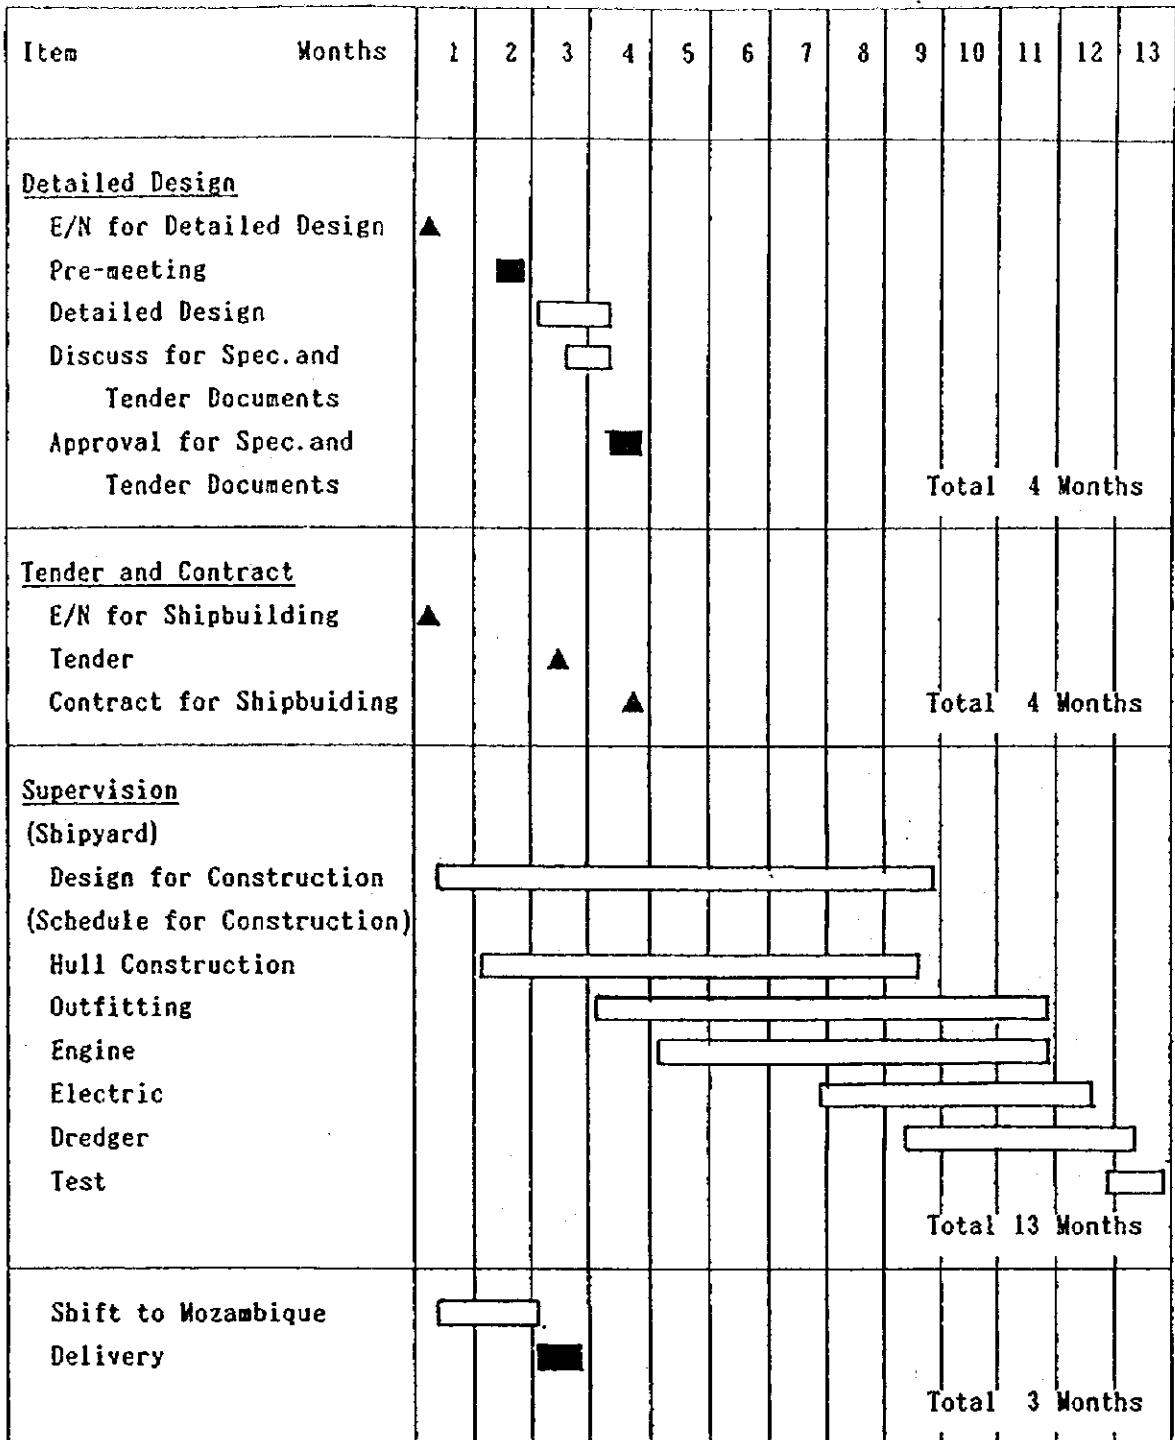 Item Months 1 2 3 4 5 6 7 8 9 10 11 12 13
Detailed Design
E/N for Detailed Design
Pre-meeting
Detailed Design
Discuss for Spec.and
Tender Documents
Approval for Spec.and
Tender Documents Total 4 Months
Tender and Contract
E/N for Shipbuilding
Tender
Contract for Shipbuiding Total 4 Months
Supervision
(Shipyard)
Design for Construction
(Schedule for Construction)
Hull Construction
Outfitting
Engine
Electric
Dredger
Test
Total 13 Months
Shift to Mozambique
Delivery
Total 3 Months